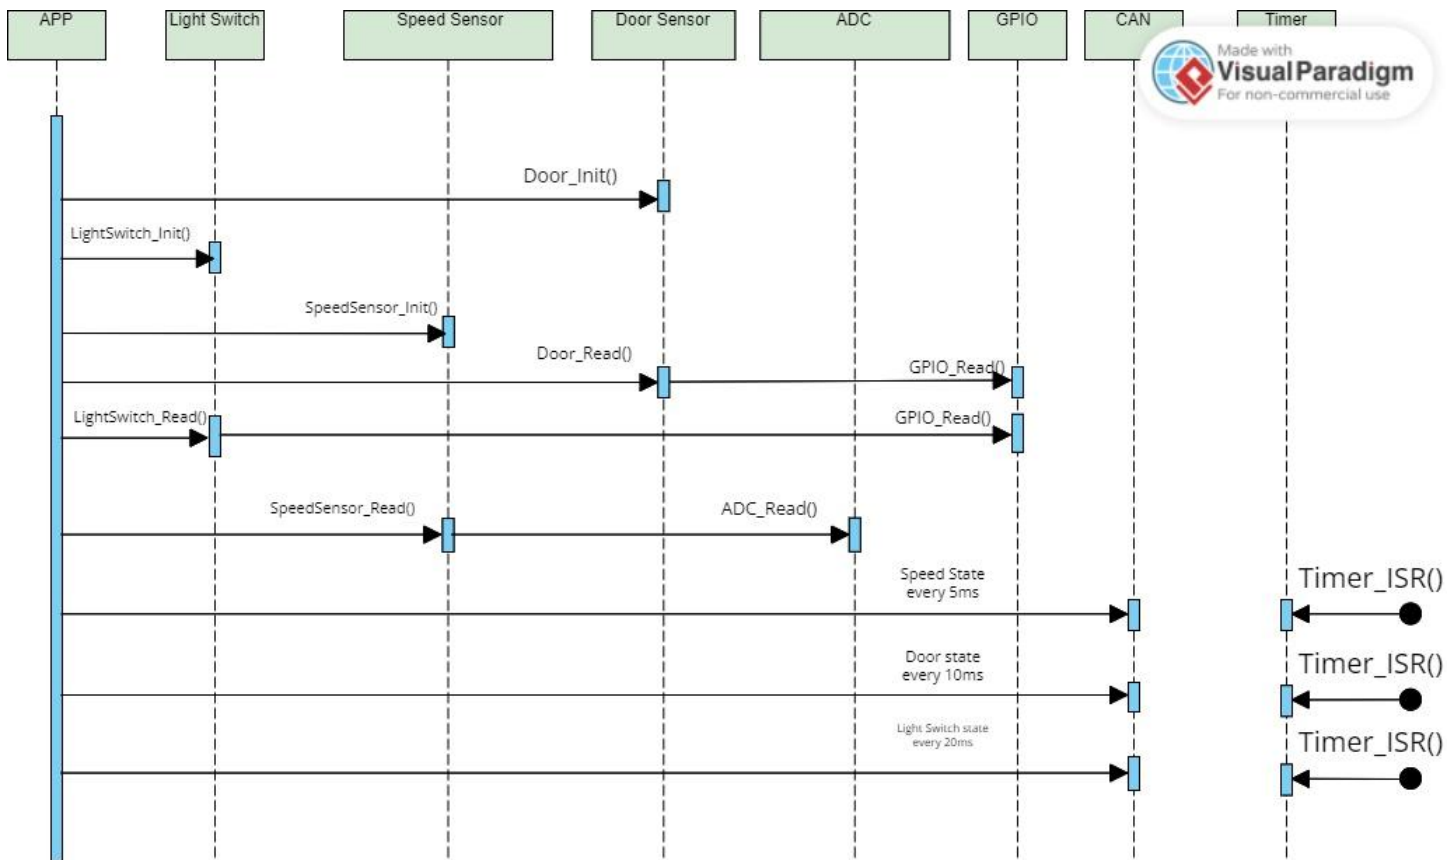 APP
Light Switch
Speed Sensor
Door Sensor
ADC
GPIO
CAN
Timer
Made with
Visual Paradigm
For non-commercial use
Door_Init()
LightSwitch_Init()
SpeedSensor_Init()
Door_Read()
GPIO_Read()
LightSwitch_Read()
GPIO_Read()
SpeedSensor_Read()
ADC_Read()
Speed State
every 5ms
Timer_ISR()
Door state
every 10ms
Timer_ISR()
Light Switch state
every 20ms
Timer_ISR()